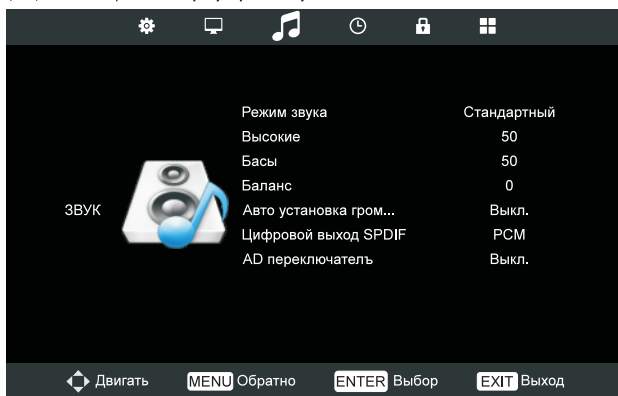 Режим звука Стандартный
Высокие 50
Басы 50
Баланс 0
ЗВУК Авто установка гром... Выкл.
Цифровой выход SPDIF PCM
AD переключателъ Выкл.
Двигать MENU Обратно ENTER Выбор EXIT Выход